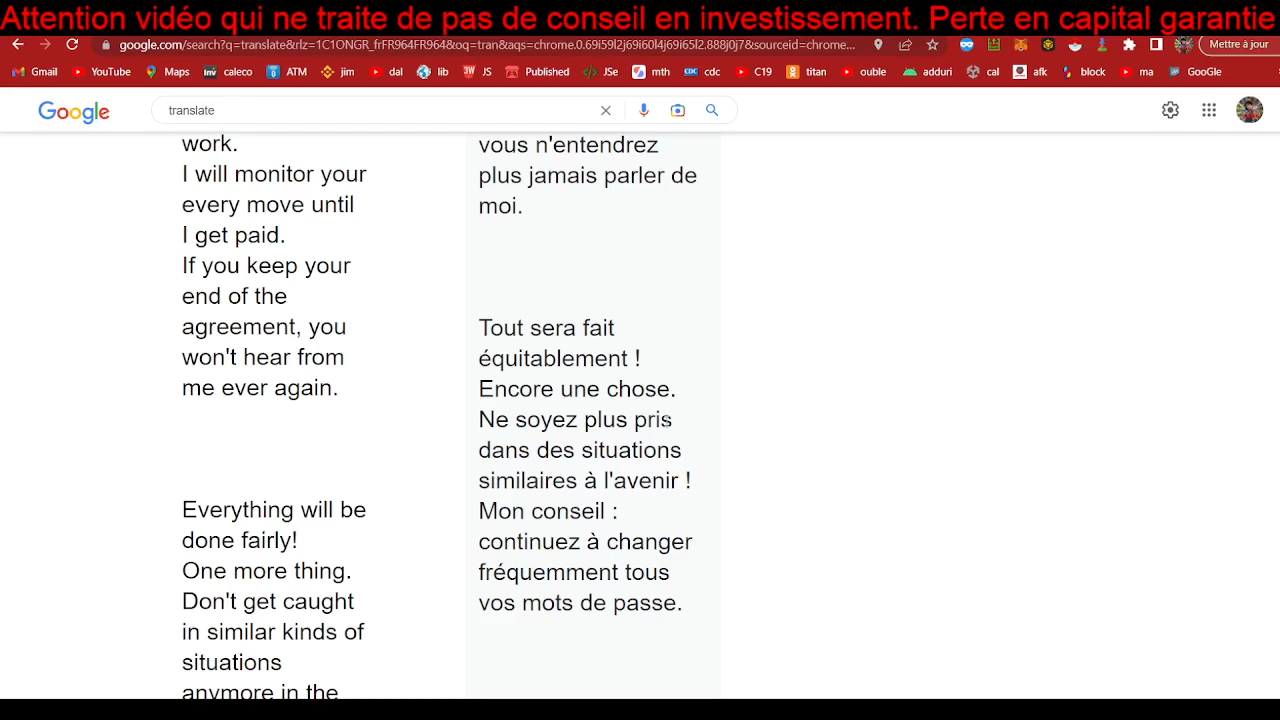 Attention vidéo qui ne traite de pas de conseil en investissement. Perte en capital garantie
google.com/search?q=translate&rlz=1C1ONGR_frFR964FR964&oq=tran&aqs=chrome.0.69i59l2j69i60l4j69i65l2.888j0j7&sourceid=chrome...
Mettre à jour
Gmail YouTube Maps caleco ATM jim dal lib JS Published JSe mth cdc C19 titan ouble adduri cal afk block ma GooGle
Google
translate
work.
I will monitor your
every move until
I get paid.
If you keep your
end of the
agreement, you
won't hear from
me ever again.
Everything will be
done fairly!
One more thing.
Don't get caught
in similar kinds of
situations
anymore in the
vous n'entendrez
plus jamais parler de
moi.
Tout sera fait
équitablement !
Encore une chose.
Ne soyez plus pris
dans des situations
similaires à l'avenir !
Mon conseil :
continuez à changer
fréquemment tous
vos mots de passe.